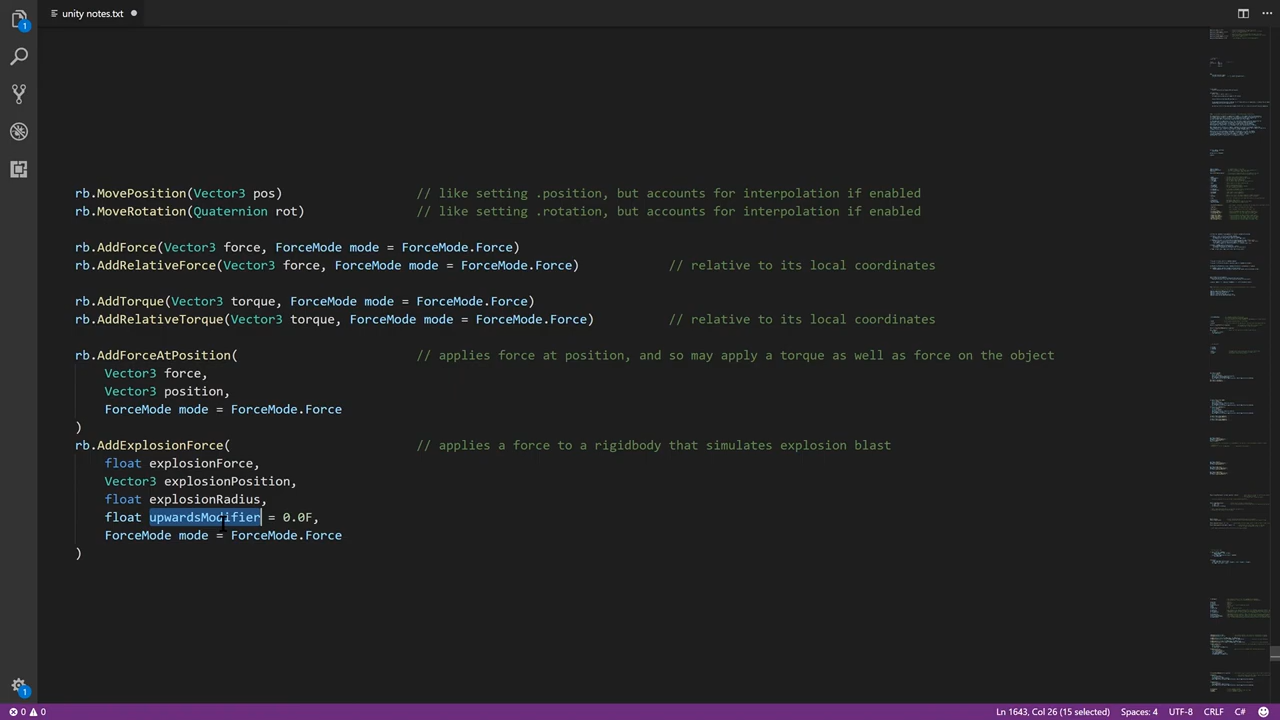 unity notes.txt
rb.MovePosition(Vector3 pos) // like setting position, but accounts for interpolation if enabled
rb.MoveRotation(Quaternion rot) // like setting rotation, but accounts for interpolation if enabled
rb.AddForce(Vector3 force, ForceMode mode = ForceMode.Force)
rb.AddRelativeForce(Vector3 force, ForceMode mode = ForceMode.Force) // relative to its local coordinates
rb.AddTorque(Vector3 torque, ForceMode mode = ForceMode.Force)
rb.AddRelativeTorque(Vector3 torque, ForceMode mode = ForceMode.Force) // relative to its local coordinates
rb.AddForceAtPosition( // applies force at position, and so may apply a torque as well as force on the object
Vector3 force,
Vector3 position,
ForceMode mode = ForceMode.Force
)
rb.AddExplosionForce( // applies a force to a rigidbody that simulates explosion blast
float explosionForce,
Vector3 explosionPosition,
float explosionRadius,
float upwardsModifier = 0.0F,
ForceMode mode = ForceMode.Force
)
1
1
0 0 Ln 1643, Col 26 (15 selected) Spaces: 4 UTF-8 CRLF C#